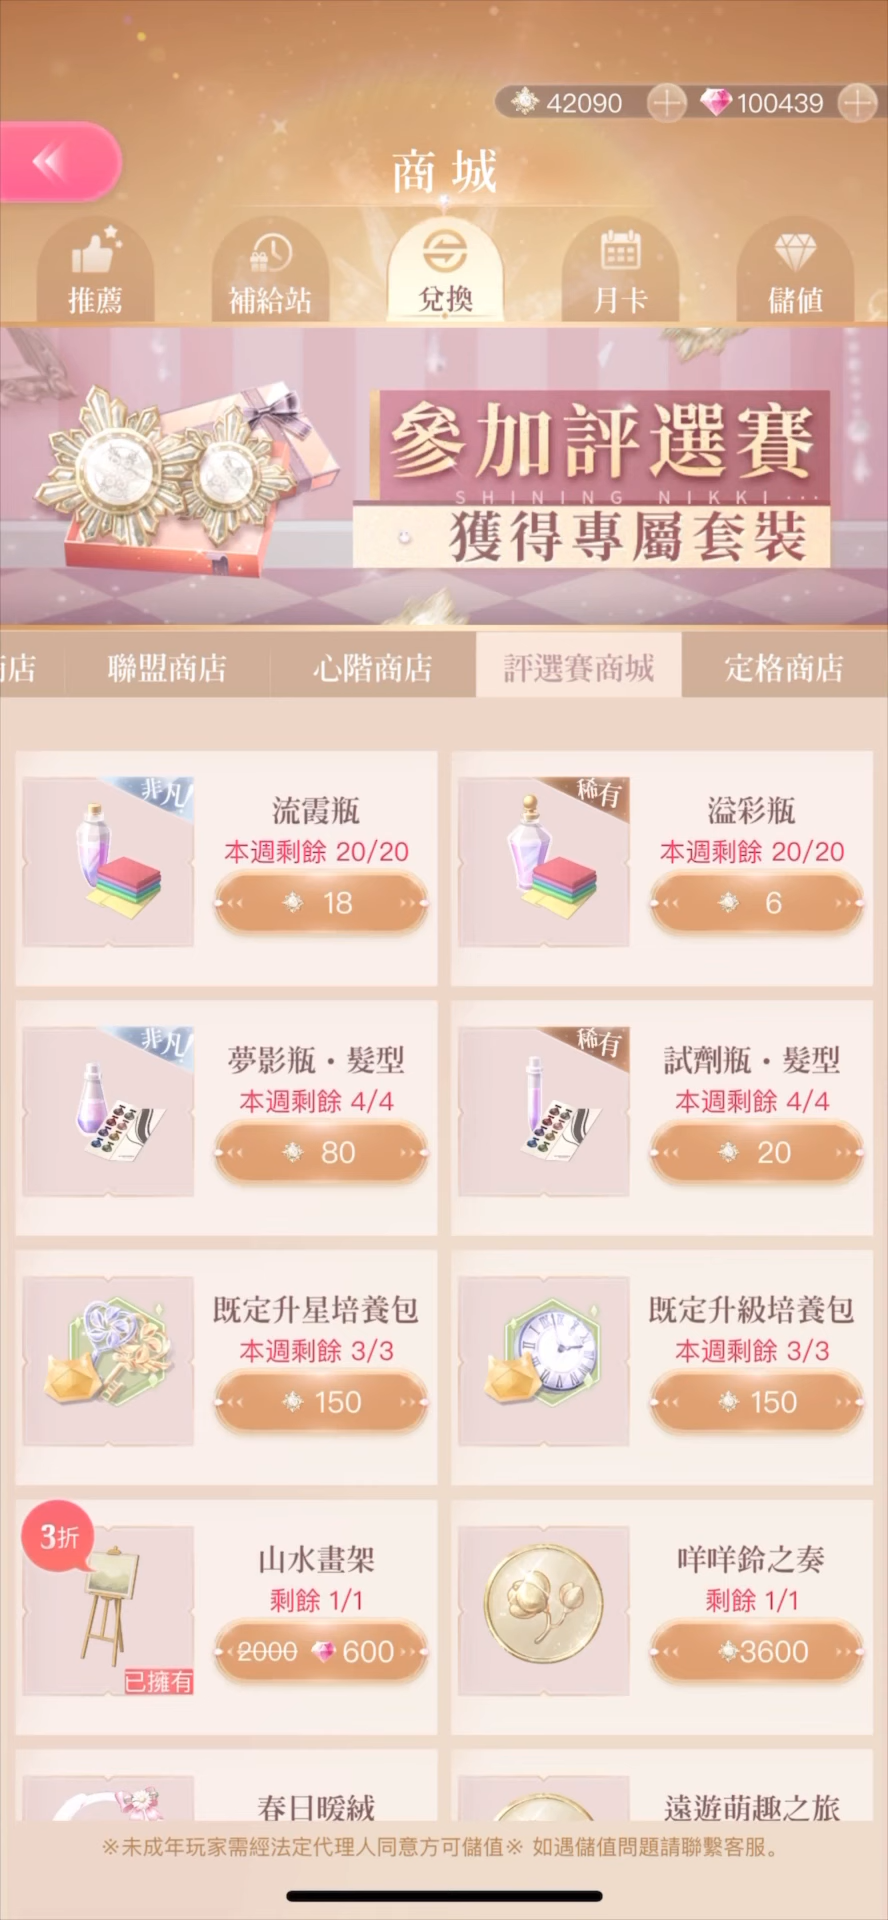 42090
100439
商城
推薦
補給站
兌換
月卡
儲值
參加評選賽
SHINING NIKKI···
獲得專屬套裝
店
聯盟商店
心階商店
評選賽商城
定格商店
非凡
流霞瓶
本週剩餘 20/20
18
稀有
溢彩瓶
本週剩餘 20/20
6
非凡
夢影瓶・髮型
本週剩餘 4/4
80
稀有
試劑瓶・髮型
本週剩餘 4/4
20
既定升星培養包
本週剩餘 3/3
150
既定升級培養包
本週剩餘 3/3
150
3折
山水畫架
剩餘 1/1
2000 600
已擁有
咩咩鈴之奏
剩餘 1/1
3600
春日暖絨
遠遊萌趣之旅
※未成年玩家需經法定代理人同意方可儲值※ 如遇儲值問題請聯繫客服。